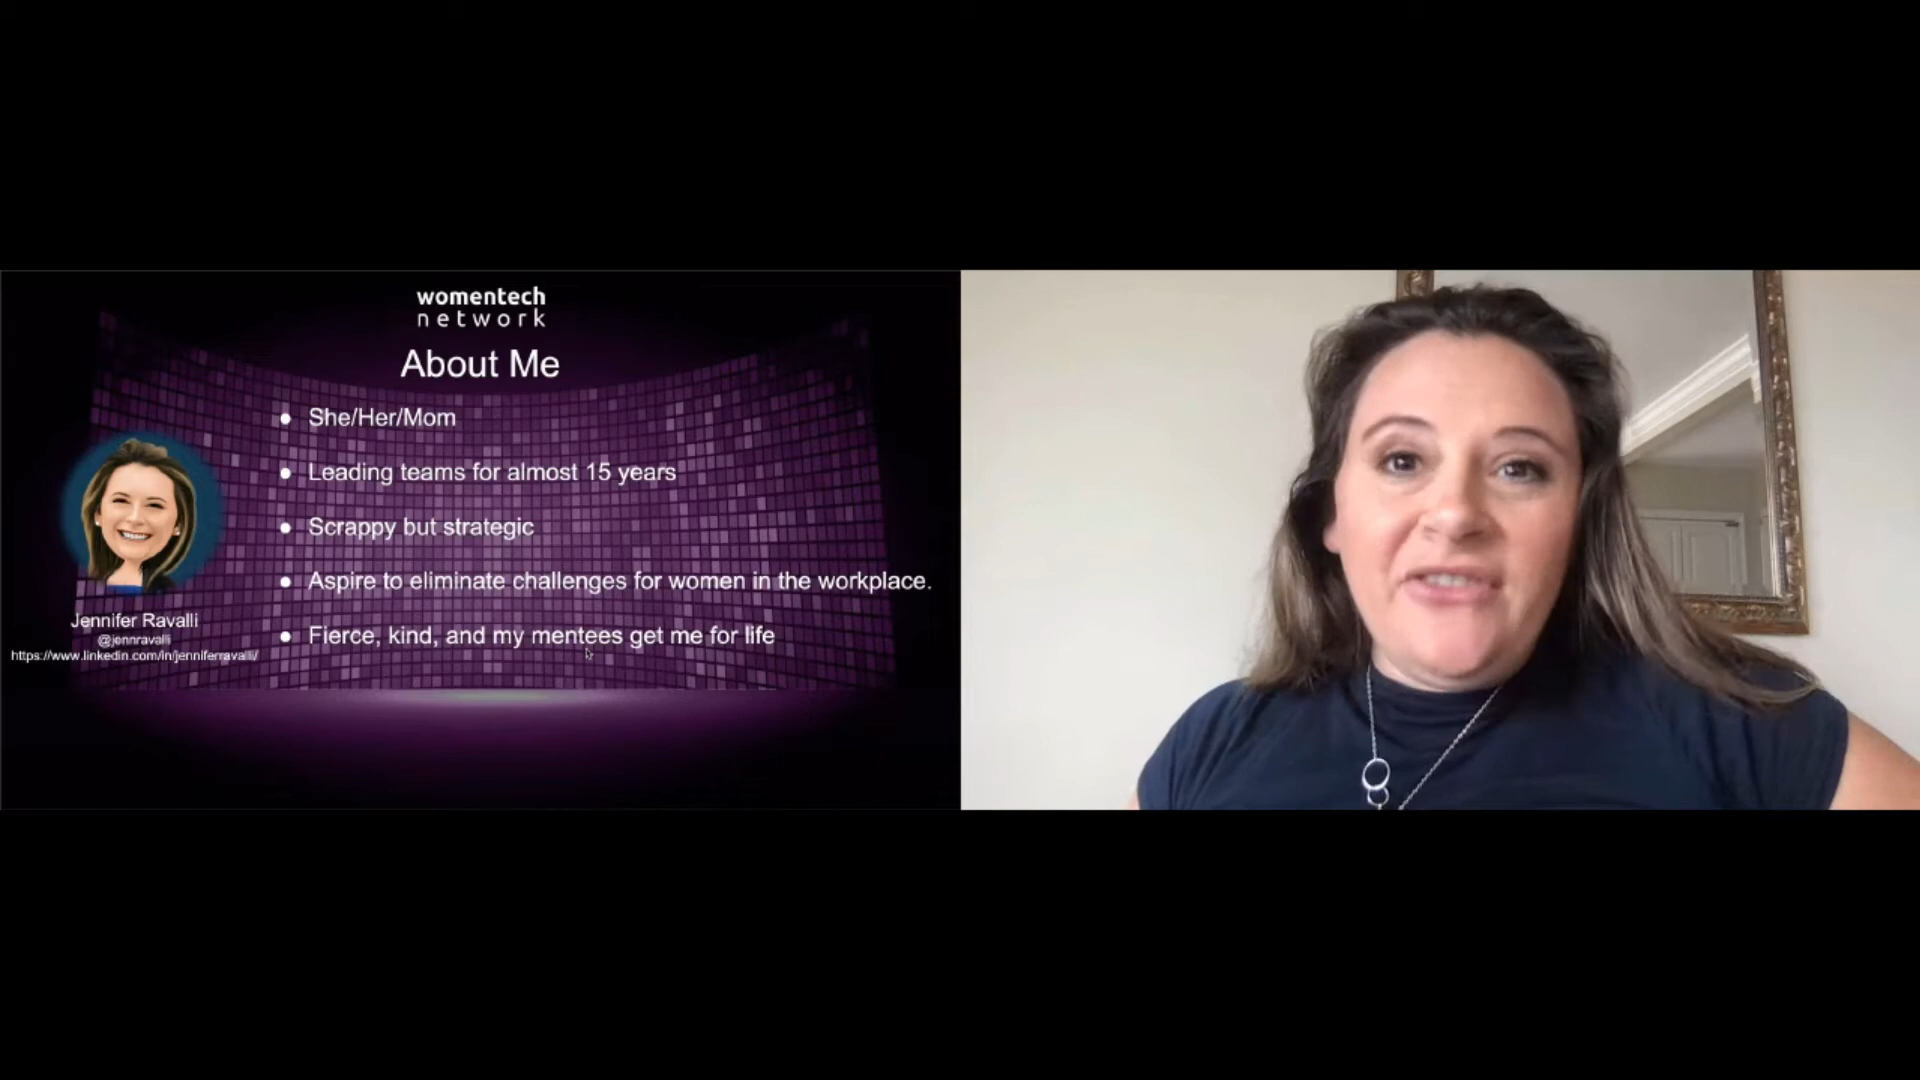 womentech
network
About Me
● She/Her/Mom
● Leading teams for almost 15 years
● Scrappy but strategic
● Aspire to eliminate challenges for women in the workplace.
● Fierce, kind, and my mentees get me for life
Jennifer Ravalli
@jennravalli
https://www.linkedin.com/in/jenniferravalli/